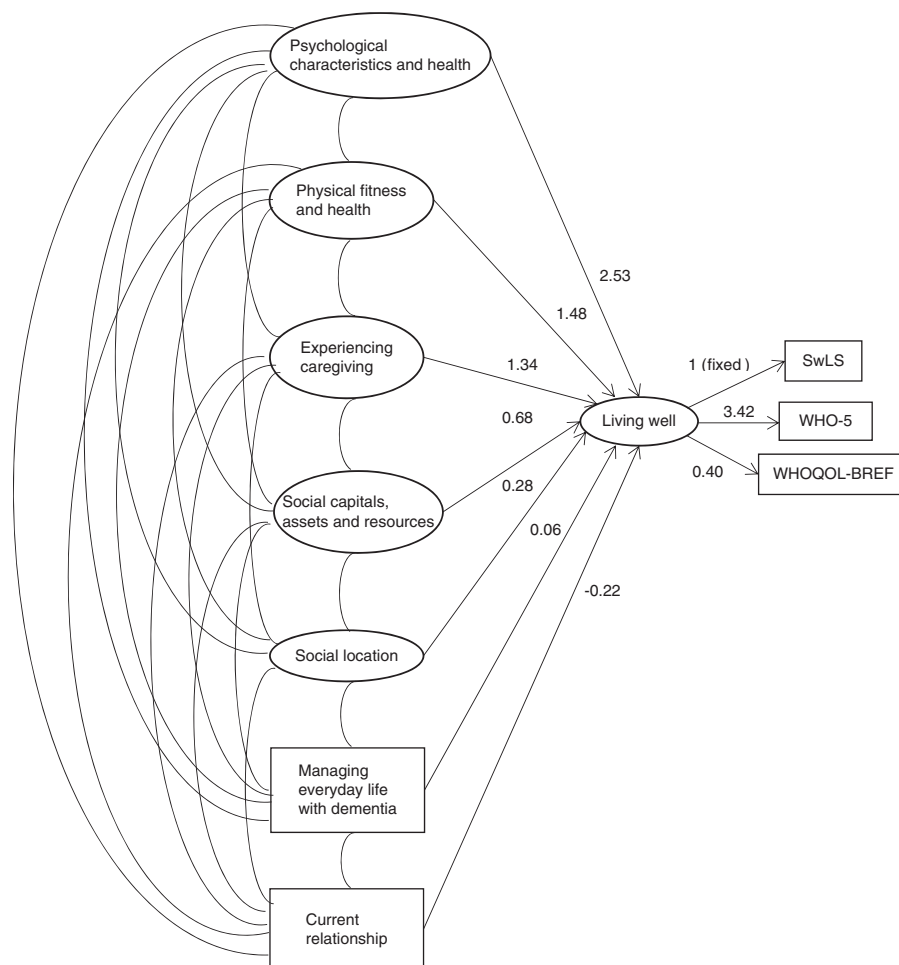 Psychological
characteristics and health
Physical fitness
and health
Experiencing
caregiving
Social capitals,
assets and resources
Social location
Managing
everyday life
with dementia
Current
relationship
2.53
1.48
1.34
0.68
0.28
0.06
-0.22
Living well
1 (fixed)
3.42
0.40
SwLS
WHO-5
WHOQOL-BREF